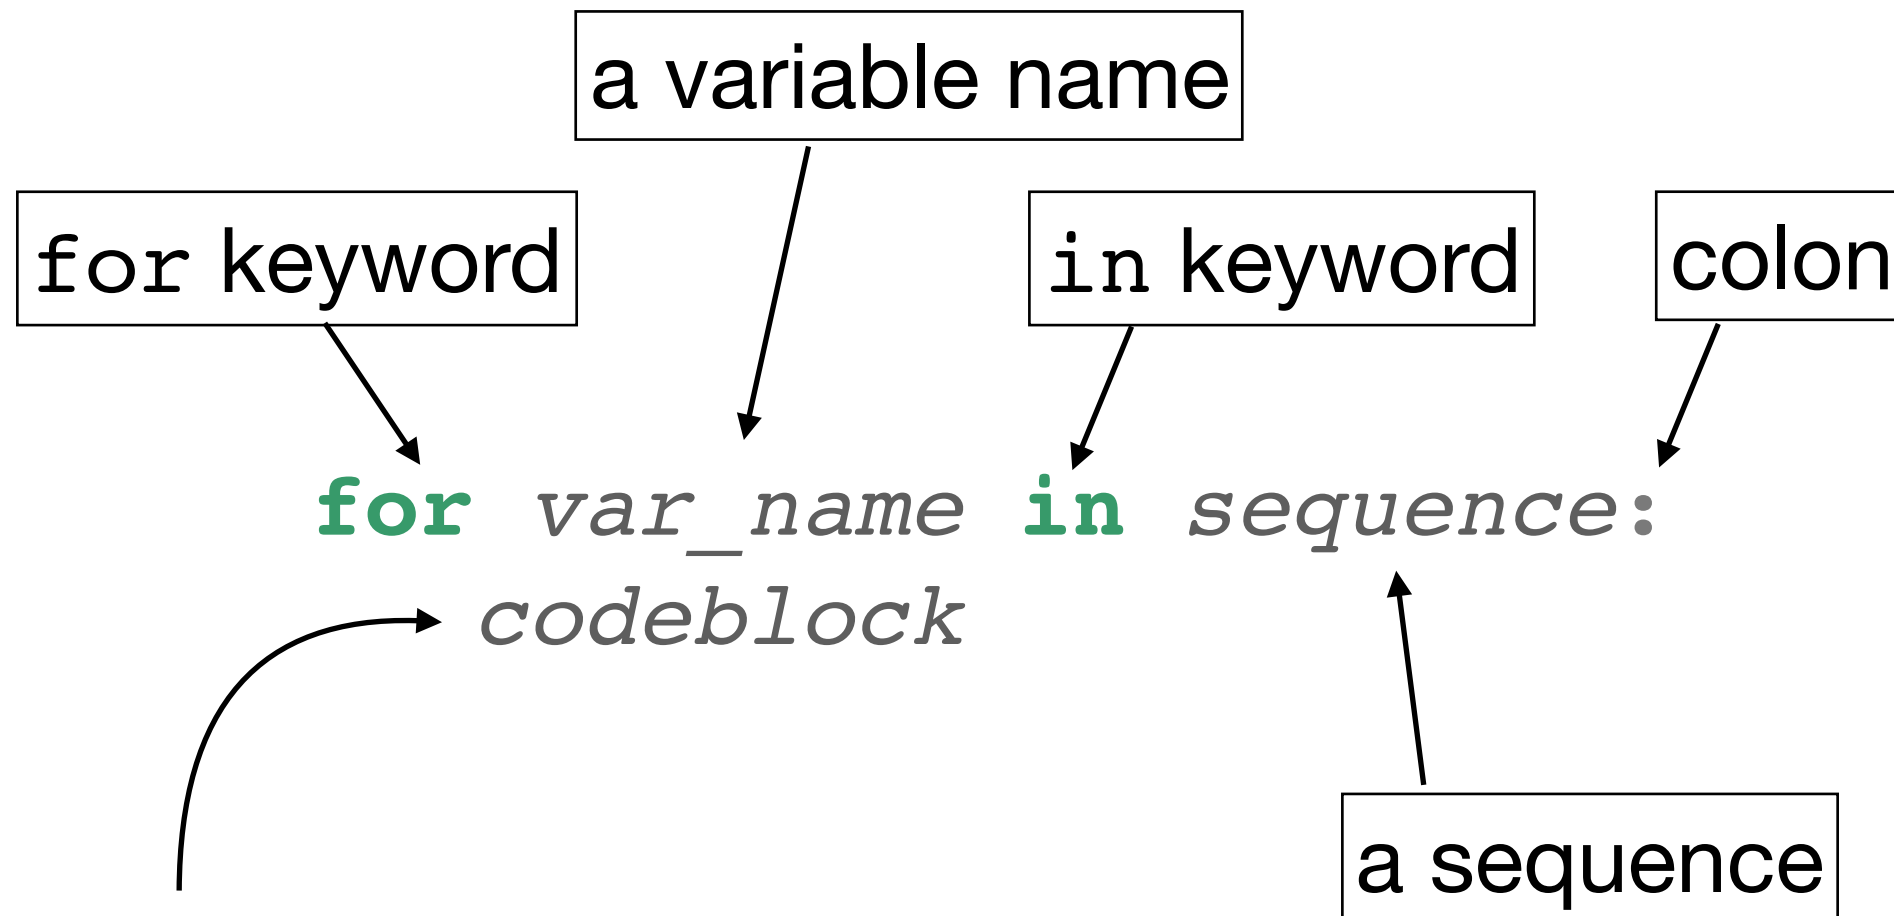 a variable name
for keyword
in keyword
colon
for var_name in sequence:
codeblock
a sequence